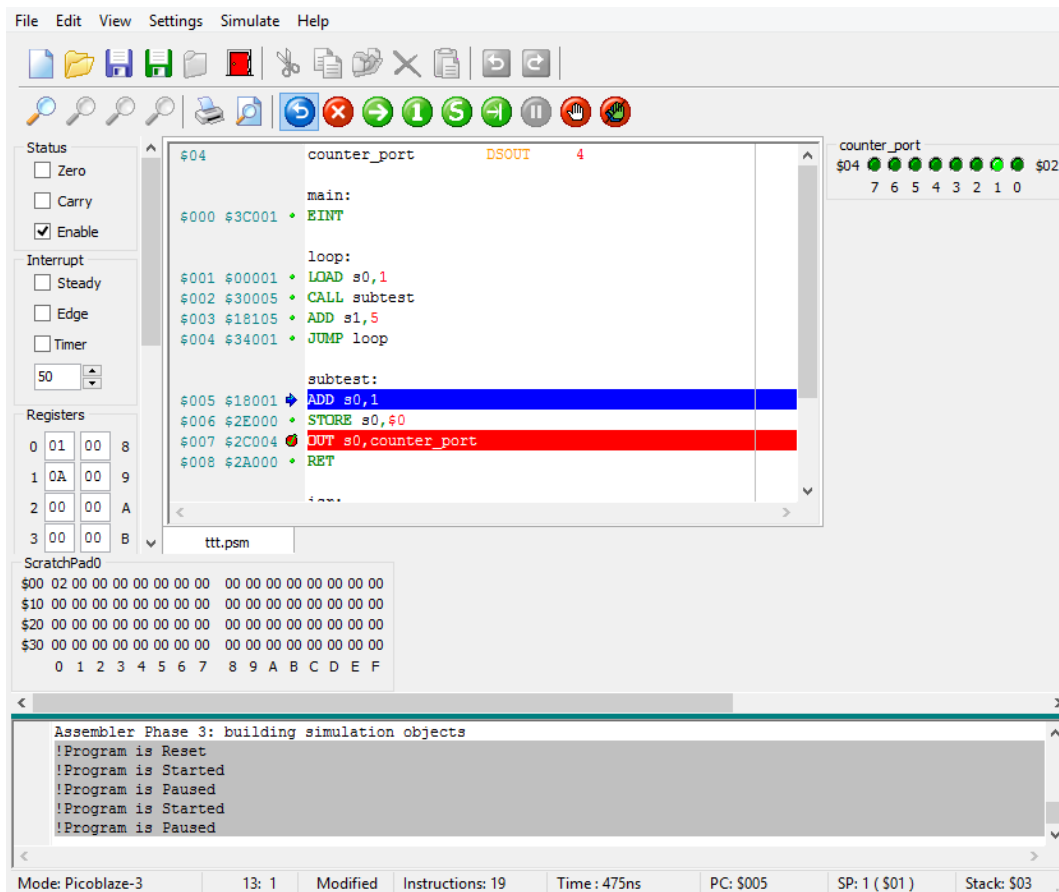 File Edit View Settings Simulate Help
Status
Zero
Carry
Enable
Interrupt
Steady
Edge
Timer
50
Registers
0 01 00 8
1 0A 00 9
2 00 00 A
3 00 00 B
$04 counter_port DSOUT 4
main:
$000 $3C001 EINT
loop:
$001 $00001 LOAD s0,1
$002 $30005 CALL subtest
$003 $18105 ADD s1,5
$004 $34001 JUMP loop
subtest:
$005 $18001 ADD s0,1
$006 $2E000 STORE s0,$0
$007 $2C004 OUT s0,counter_port
$008 $2A000 RET
ttt.psm
counter_port
$04 $02
7 6 5 4 3 2 1 0
ScratchPad0
$00 02 00 00 00 00 00 00 00 00 00 00 00 00 00 00 00
$10 00 00 00 00 00 00 00 00 00 00 00 00 00 00 00 00
$20 00 00 00 00 00 00 00 00 00 00 00 00 00 00 00 00
$30 00 00 00 00 00 00 00 00 00 00 00 00 00 00 00 00
0 1 2 3 4 5 6 7 8 9 A B C D E F
Assembler Phase 3: building simulation objects
!Program is Reset
!Program is Started
!Program is Paused
!Program is Started
!Program is Paused
Mode: Picoblaze-3 13: 1 Modified Instructions: 19 Time : 475ns PC: $005 SP: 1 ( $01 ) Stack: $03